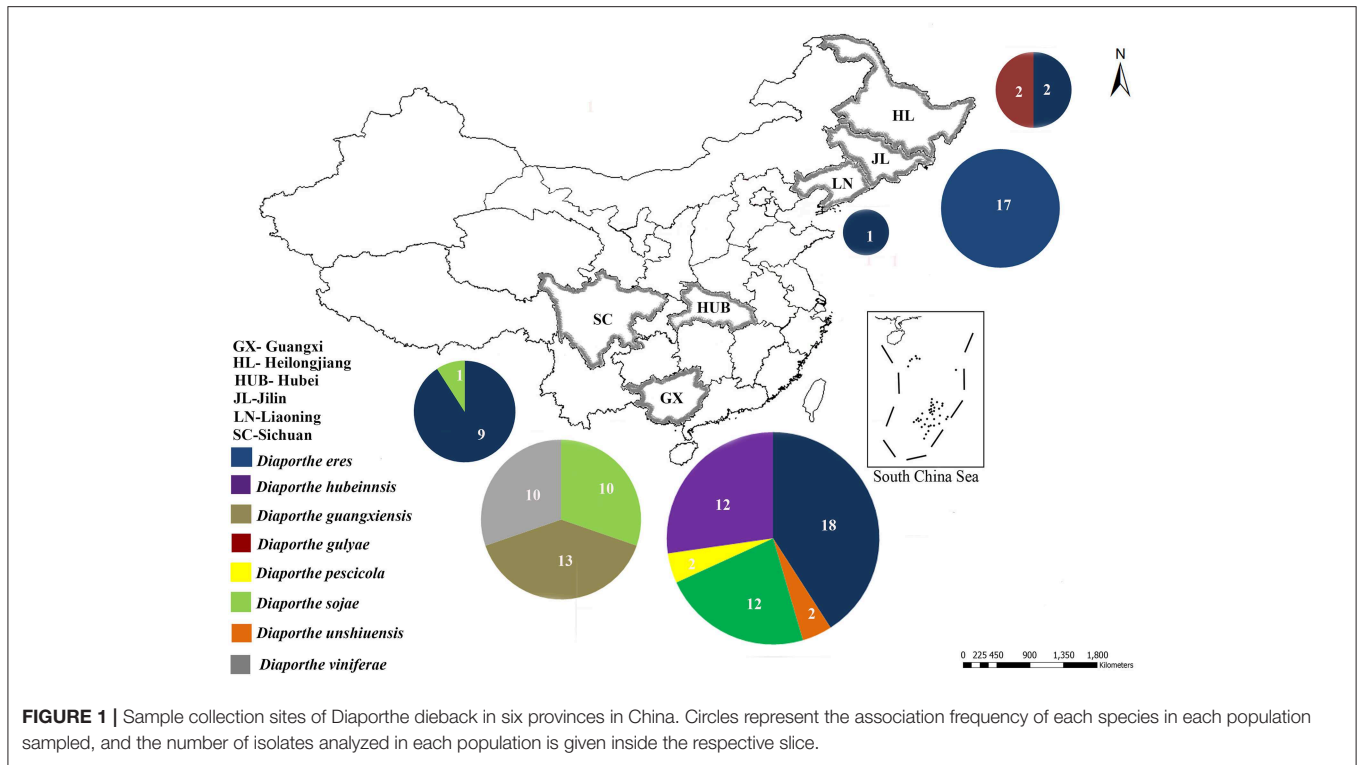 N
HL
JL
LN
SC
HUB
GX
2
2
17
1
GX- Guangxi
HL- Heilongjiang
HUB- Hubei
JL-Jilin
LN-Liaoning
SC-Sichuan
Diaporthe eres
Diaporthe hubeinnsis
Diaporthe guangxiensis
Diaporthe gulyae
Diaporthe pescicola
Diaporthe sojae
Diaporthe unshiuensis
Diaporthe viniferae
1
9
10
10
13
12
18
2
12
2
South China Sea
0 225 450 900 1,350 1,800
Kilometers
FIGURE 1 | Sample collection sites of Diaporthe dieback in six provinces in China. Circles represent the association frequency of each species in each population
sampled, and the number of isolates analyzed in each population is given inside the respective slice.